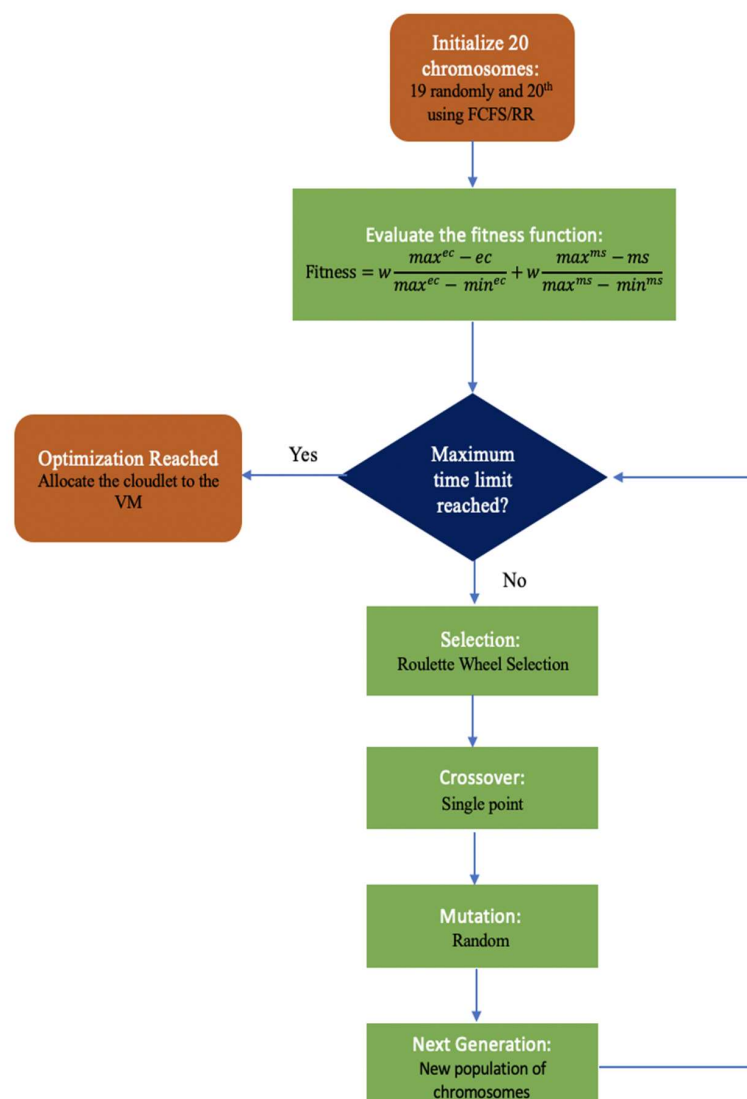 Initialize 20
chromosomes:
19 randomly and 20th
using FCFS/RR
Evaluate the fitness function:
Fitness = w (max^ec − ec)/(max^ec − min^ec) + w (max^ms − ms)/(max^ms − min^ms)
Maximum
time limit
reached?
Yes
Optimization Reached
Allocate the cloudlet to the
VM
No
Selection:
Roulette Wheel Selection
Crossover:
Single point
Mutation:
Random
Next Generation:
New population of
chromosomes